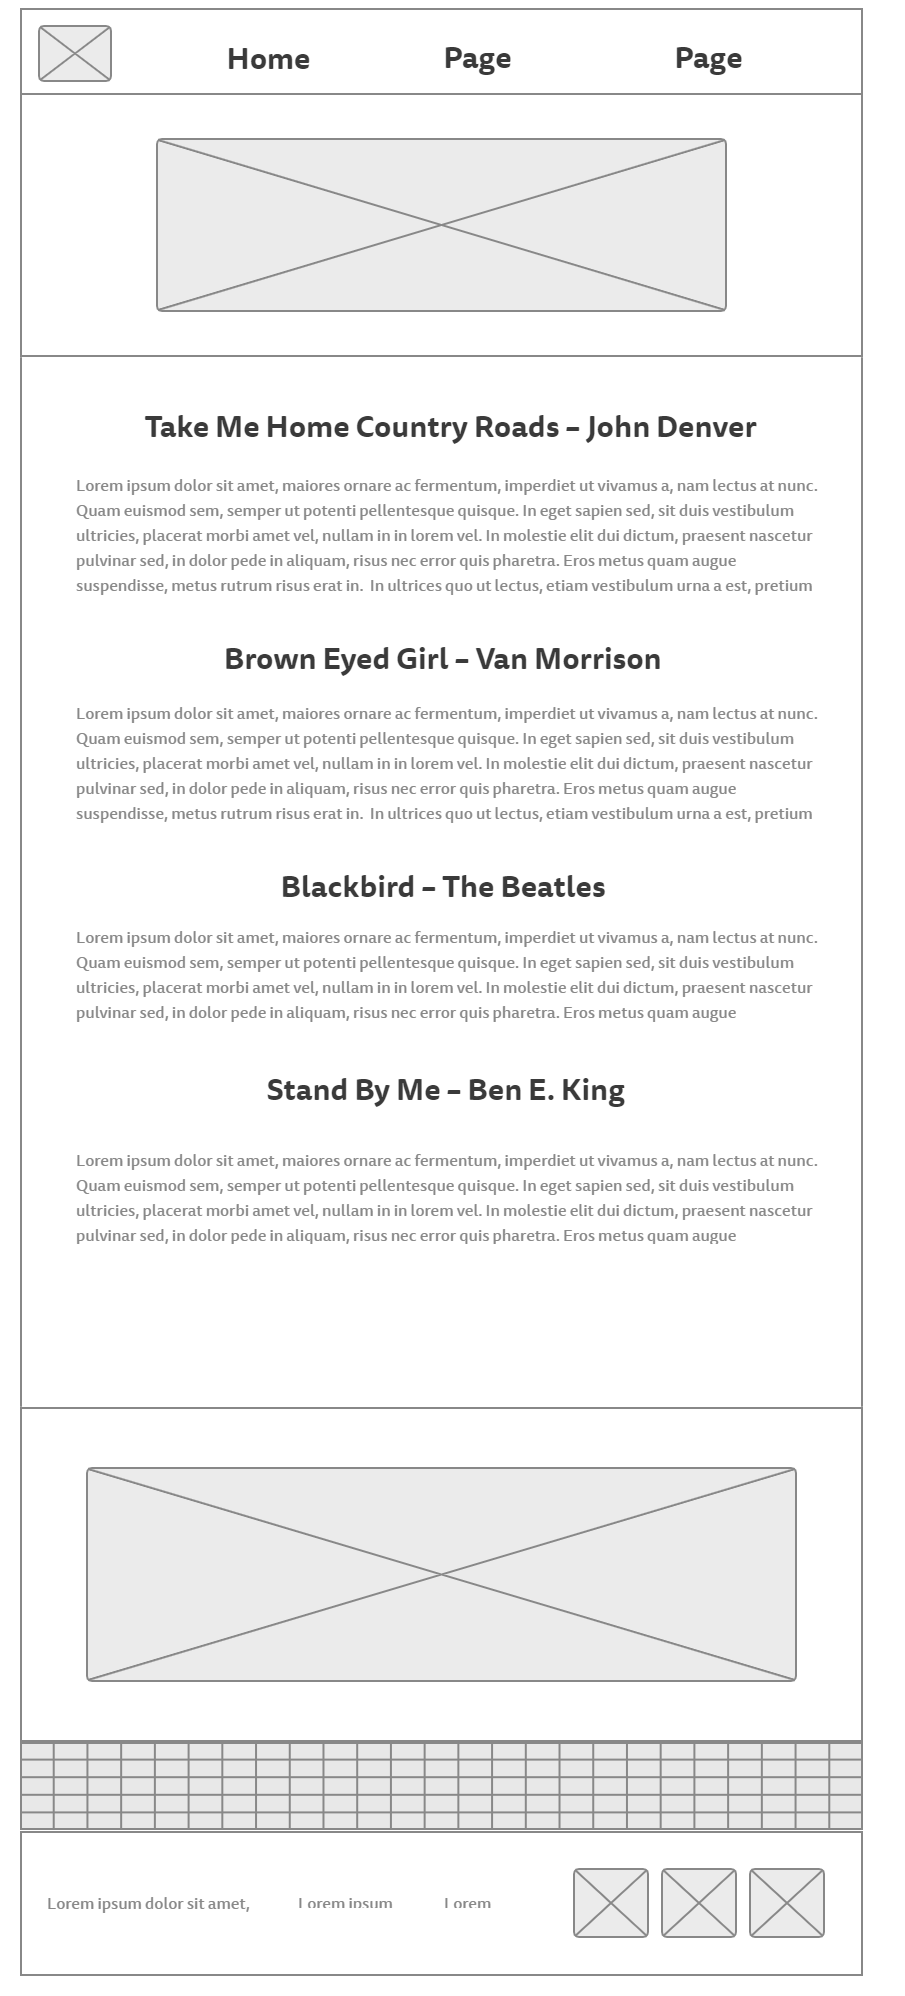 Home Page Page
Take Me Home Country Roads – John Denver
Lorem ipsum dolor sit amet, maiores ornare ac fermentum, imperdiet ut vivamus a, nam lectus at nunc.
Quam euismod sem, semper ut potenti pellentesque quisque. In eget sapien sed, sit duis vestibulum
ultricies, placerat morbi amet vel, nullam in in lorem vel. In molestie elit dui dictum, praesent nascetur
pulvinar sed, in dolor pede in aliquam, risus nec error quis pharetra. Eros metus quam augue
suspendisse, metus rutrum risus erat in.  In ultrices quo ut lectus, etiam vestibulum urna a est, pretium
Brown Eyed Girl – Van Morrison
Lorem ipsum dolor sit amet, maiores ornare ac fermentum, imperdiet ut vivamus a, nam lectus at nunc.
Quam euismod sem, semper ut potenti pellentesque quisque. In eget sapien sed, sit duis vestibulum
ultricies, placerat morbi amet vel, nullam in in lorem vel. In molestie elit dui dictum, praesent nascetur
pulvinar sed, in dolor pede in aliquam, risus nec error quis pharetra. Eros metus quam augue
suspendisse, metus rutrum risus erat in.  In ultrices quo ut lectus, etiam vestibulum urna a est, pretium
Blackbird – The Beatles
Lorem ipsum dolor sit amet, maiores ornare ac fermentum, imperdiet ut vivamus a, nam lectus at nunc.
Quam euismod sem, semper ut potenti pellentesque quisque. In eget sapien sed, sit duis vestibulum
ultricies, placerat morbi amet vel, nullam in in lorem vel. In molestie elit dui dictum, praesent nascetur
pulvinar sed, in dolor pede in aliquam, risus nec error quis pharetra. Eros metus quam augue
Stand By Me – Ben E. King
Lorem ipsum dolor sit amet, maiores ornare ac fermentum, imperdiet ut vivamus a, nam lectus at nunc.
Quam euismod sem, semper ut potenti pellentesque quisque. In eget sapien sed, sit duis vestibulum
ultricies, placerat morbi amet vel, nullam in in lorem vel. In molestie elit dui dictum, praesent nascetur
pulvinar sed, in dolor pede in aliquam, risus nec error quis pharetra. Eros metus quam augue
Lorem ipsum dolor sit amet, Lorem ipsum Lorem